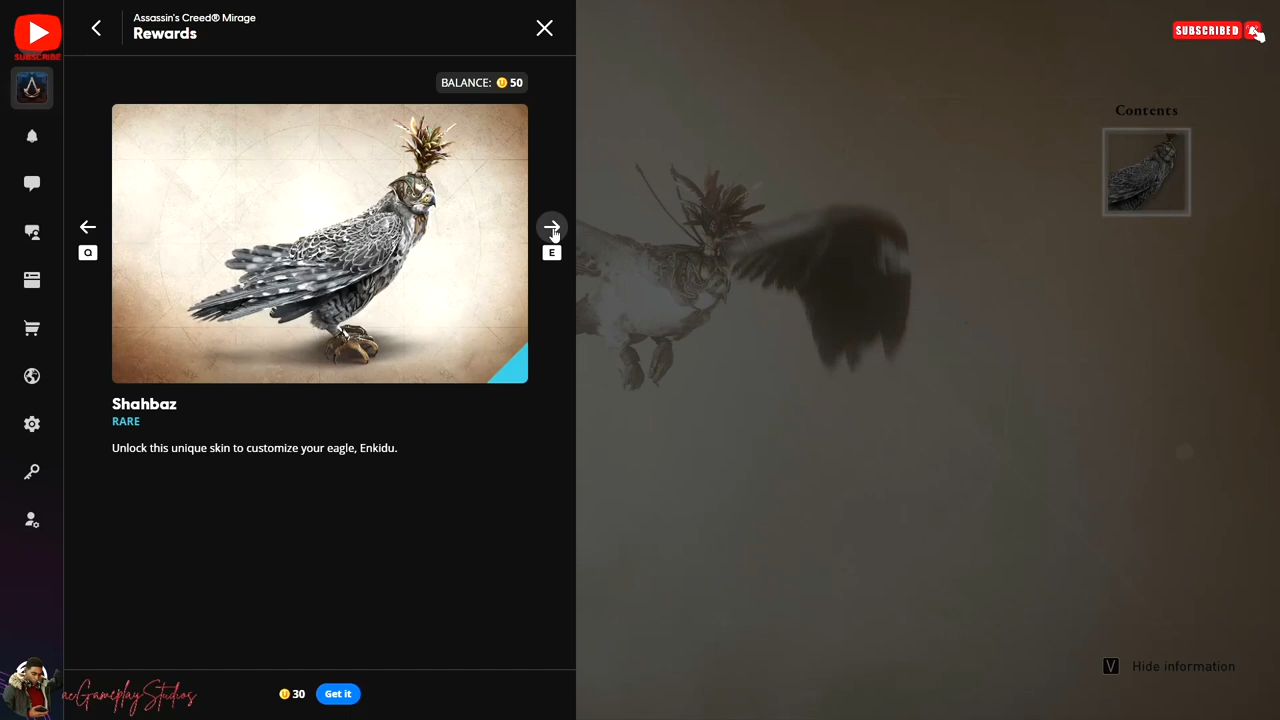 SUBSCRIBE
Assassin's Creed® Mirage
Rewards
BALANCE: 50
Q
E
Shahbaz
RARE
Unlock this unique skin to customize your eagle, Enkidu.
30
Get it
SUBSCRIBED
Contents
V Hide information